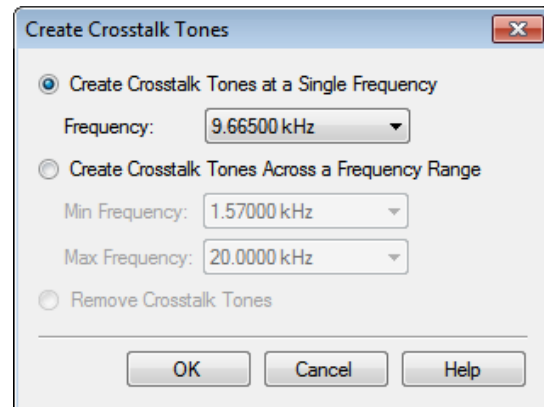 Create Crosstalk Tones
Create Crosstalk Tones at a Single Frequency
Frequency: 9.66500 kHz
Create Crosstalk Tones Across a Frequency Range
Min Frequency: 1.57000 kHz
Max Frequency: 20.0000 kHz
Remove Crosstalk Tones
OK Cancel Help